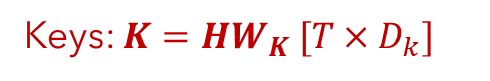 Keys: K = HW_K [T × D_k]